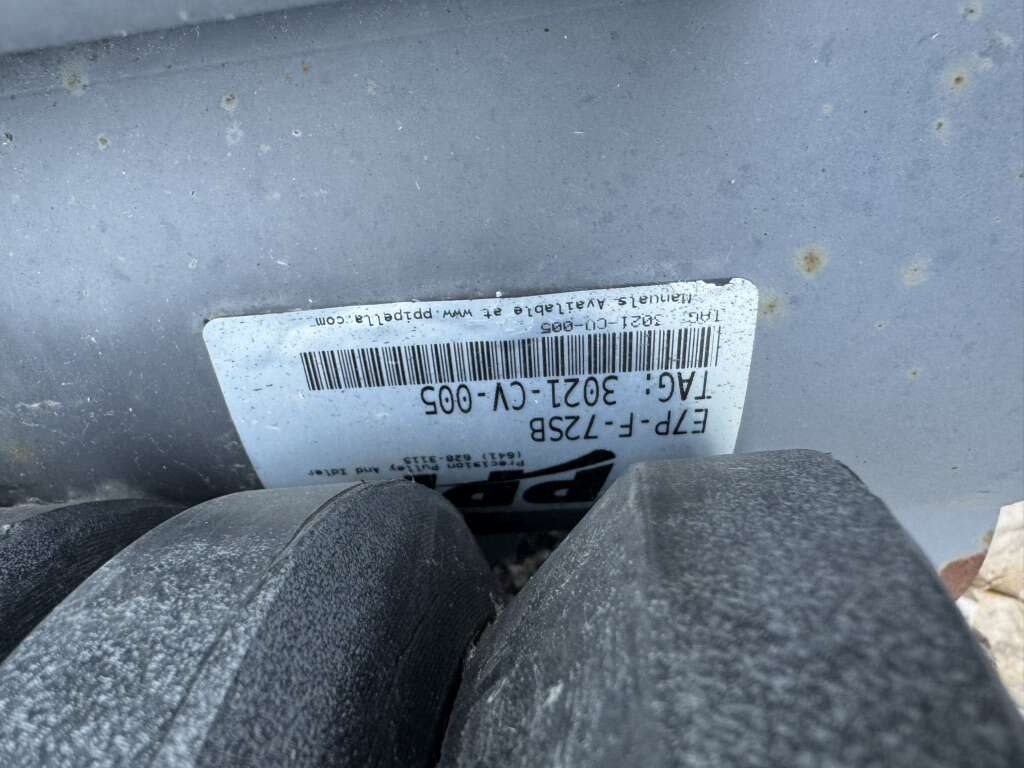 PPI
Precision Pulley And Idler
(641) 628-3115
E7P-F-72SB
TAG: 3021-CV-005
TAG: 3021-CV-005
Manuals Available at www.ppipella.com